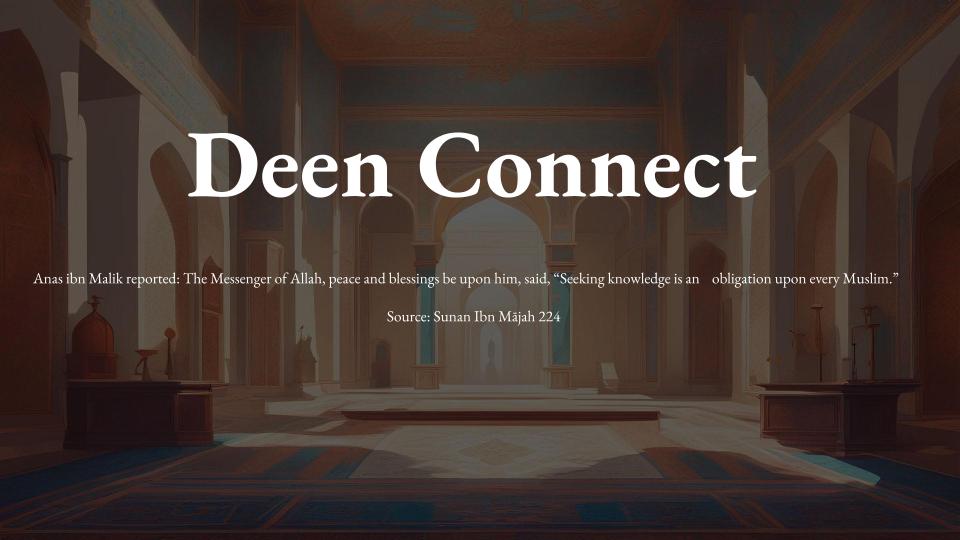 Deen Connect
Anas ibn Malik reported: The Messenger of Allah, peace and blessings be upon him, said, “Seeking knowledge is an obligation upon every Muslim.”
Source: Sunan Ibn Mājah 224